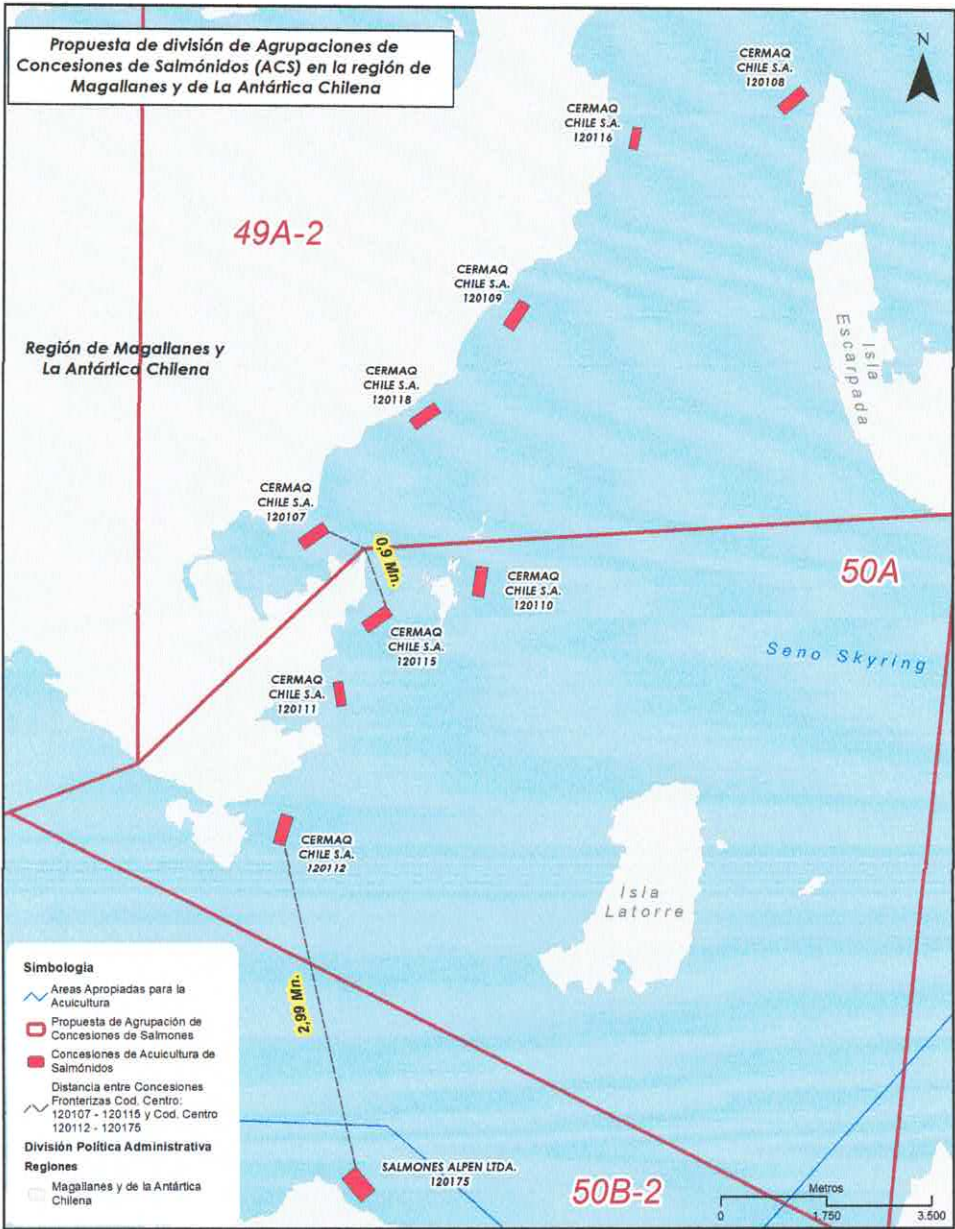 Propuesta de división de Agrupaciones de
Concesiones de Salmónidos (ACS) en la región de
Magallanes y de La Antártica Chilena
N
CERMAQ
CHILE S.A.
120108
CERMAQ
CHILE S.A.
120116
49A-2
CERMAQ
CHILE S.A.
120109
Isla
Escarpada
Región de Magallanes y
La Antártica Chilena
CERMAQ
CHILE S.A.
120118
CERMAQ
CHILE S.A.
120107
0,9 Mn.
50A
CERMAQ
CHILE S.A.
120110
CERMAQ
CHILE S.A.
120115
Seno Skyring
CERMAQ
CHILE S.A.
120111
CERMAQ
CHILE S.A.
120112
Isla
Latorre
2,99 Mn.
Simbologia
Areas Apropiadas para la
Acuicultura
Propuesta de Agrupación de
Concesiones de Salmones
Concesiones de Acuicultura de
Salmónidos
Distancia entre Concesiones
Fronterizas Cod. Centro:
120107 - 120115 y Cod. Centro
120112 - 120175
División Política Administrativa
Regiones
Magallanes y de la Antártica
Chilena
SALMONES ALPEN LTDA.
120175
50B-2
Metros
0 1.750 3.500